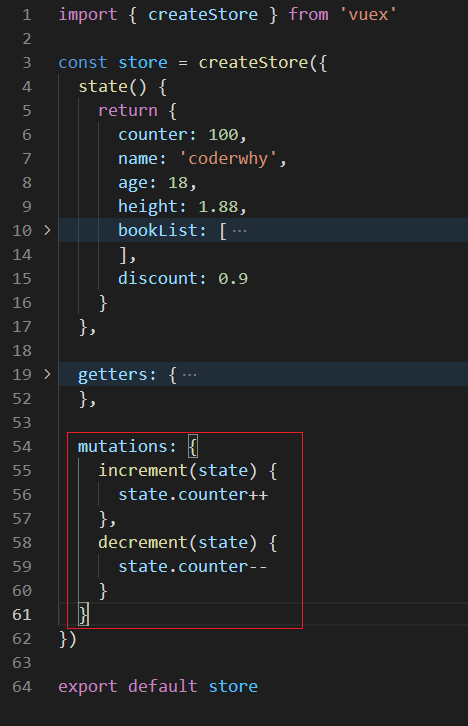 1 import { createStore } from 'vuex'
2
3 const store = createStore({
4 state() {
5 return {
6 counter: 100,
7 name: 'coderwhy',
8 age: 18,
9 height: 1.88,
10 bookList: [ ···
14 ],
15 discount: 0.9
16 }
17 },
18
19 getters: { ···
52 },
53
54 mutations: {
55 increment(state) {
56 state.counter++
57 },
58 decrement(state) {
59 state.counter--
60 }
61 }
62 })
63
64 export default store